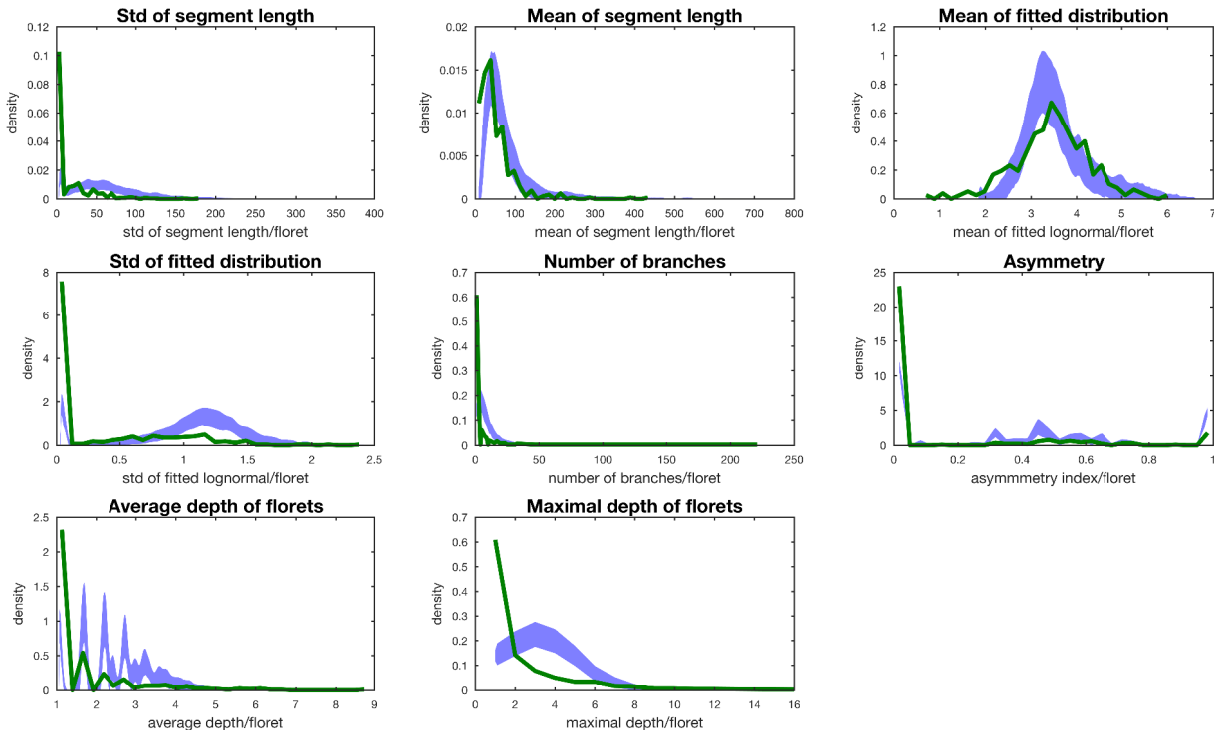 Std of segment length
0.12
0.1
0.08
0.06
0.04
0.02
0
density
0 50 100 150 200 250 300 350 400
std of segment length/floret
Mean of segment length
0.02
0.015
0.01
0.005
0
density
0 100 200 300 400 500 600 700 800
mean of segment length/floret
Mean of fitted distribution
1.2
1
0.8
0.6
0.4
0.2
0
density
0 1 2 3 4 5 6 7
mean of fitted lognormal/floret
Std of fitted distribution
8
6
4
2
0
density
0 0.5 1 1.5 2 2.5
std of fitted lognormal/floret
Number of branches
0.7
0.6
0.5
0.4
0.3
0.2
0.1
0
density
0 50 100 150 200 250
number of branches/floret
Asymmetry
25
20
15
10
5
0
density
0 0.2 0.4 0.6 0.8 1
asymmmetry index/floret
Average depth of florets
2.5
2
1.5
1
0.5
0
density
1 2 3 4 5 6 7 8 9
average depth/floret
Maximal depth of florets
0.7
0.6
0.5
0.4
0.3
0.2
0.1
0
density
0 2 4 6 8 10 12 14 16
maximal depth/floret